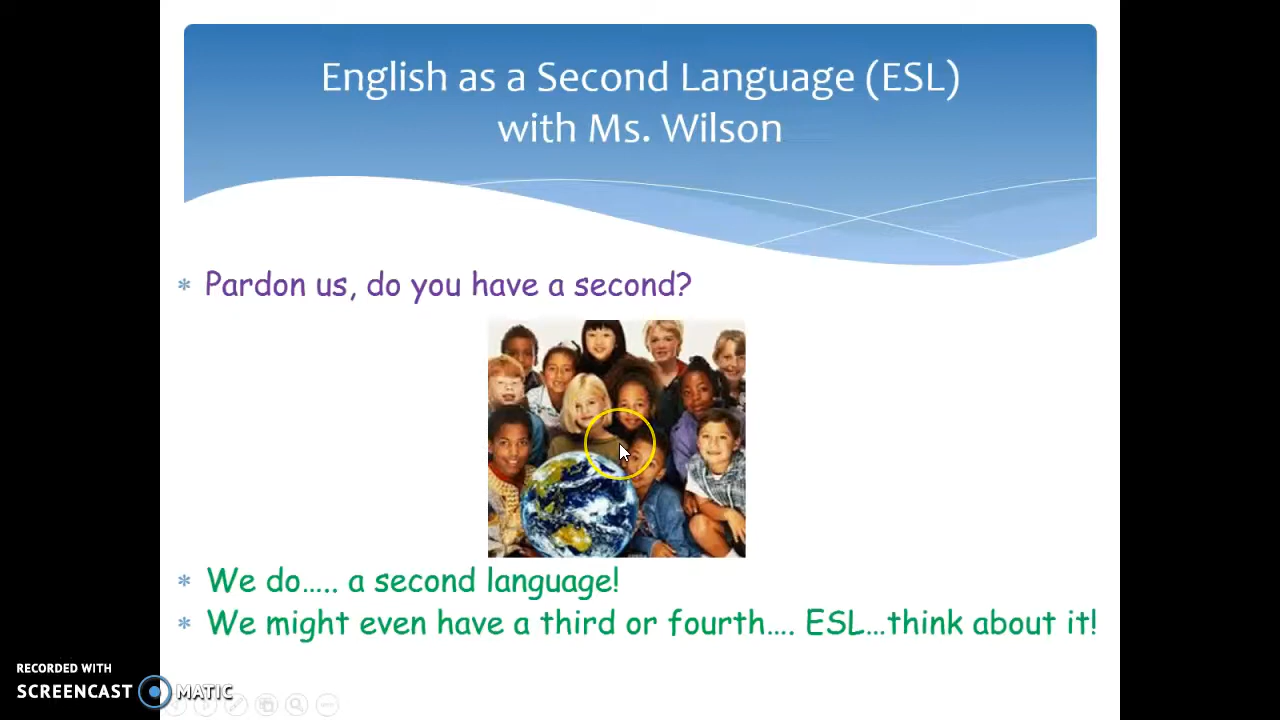 English as a Second Language (ESL)
with Ms. Wilson
Pardon us, do you have a second?
We do….. a second language!
We might even have a third or fourth…. ESL…think about it!
RECORDED WITH
SCREENCAST MATIC